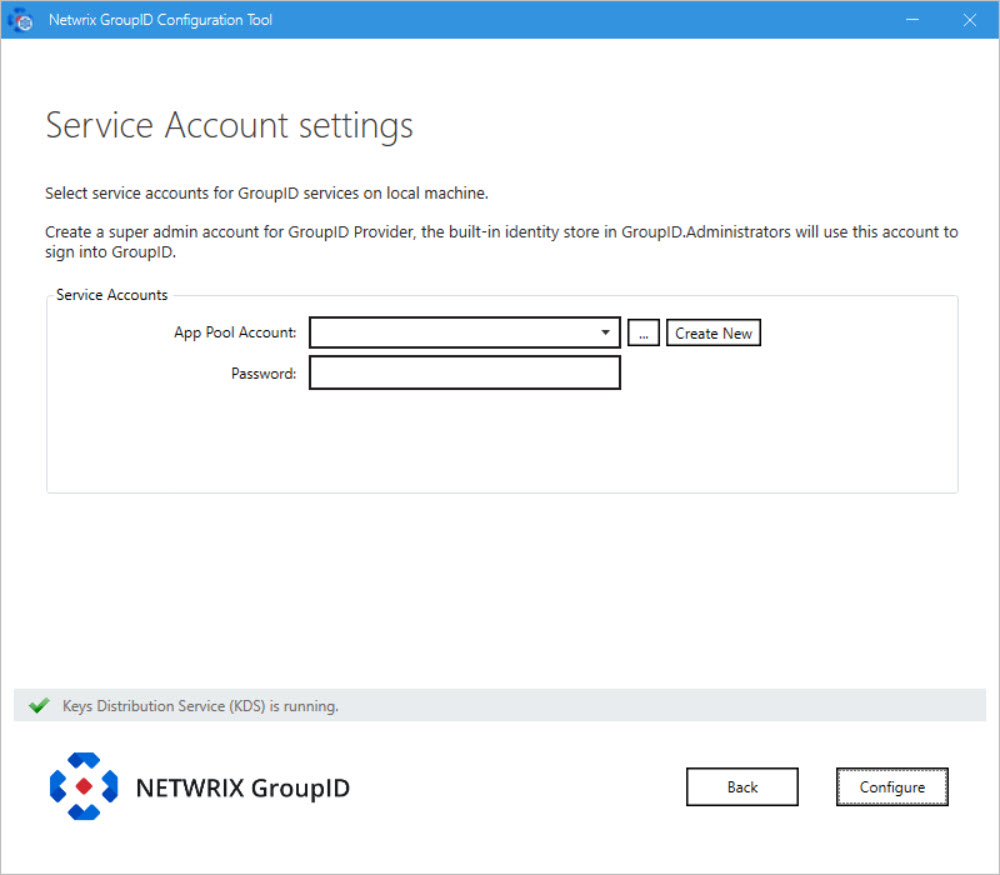 Netwrix GroupID Configuration Tool
Service Account settings
Select service accounts for GroupID services on local machine.
Create a super admin account for GroupID Provider, the built-in identity store in GroupID.Administrators will use this account to
sign into GroupID.
Service Accounts
App Pool Account:
...
Create New
Password:
Keys Distribution Service (KDS) is running.
NETWRIX GroupID
Back
Configure